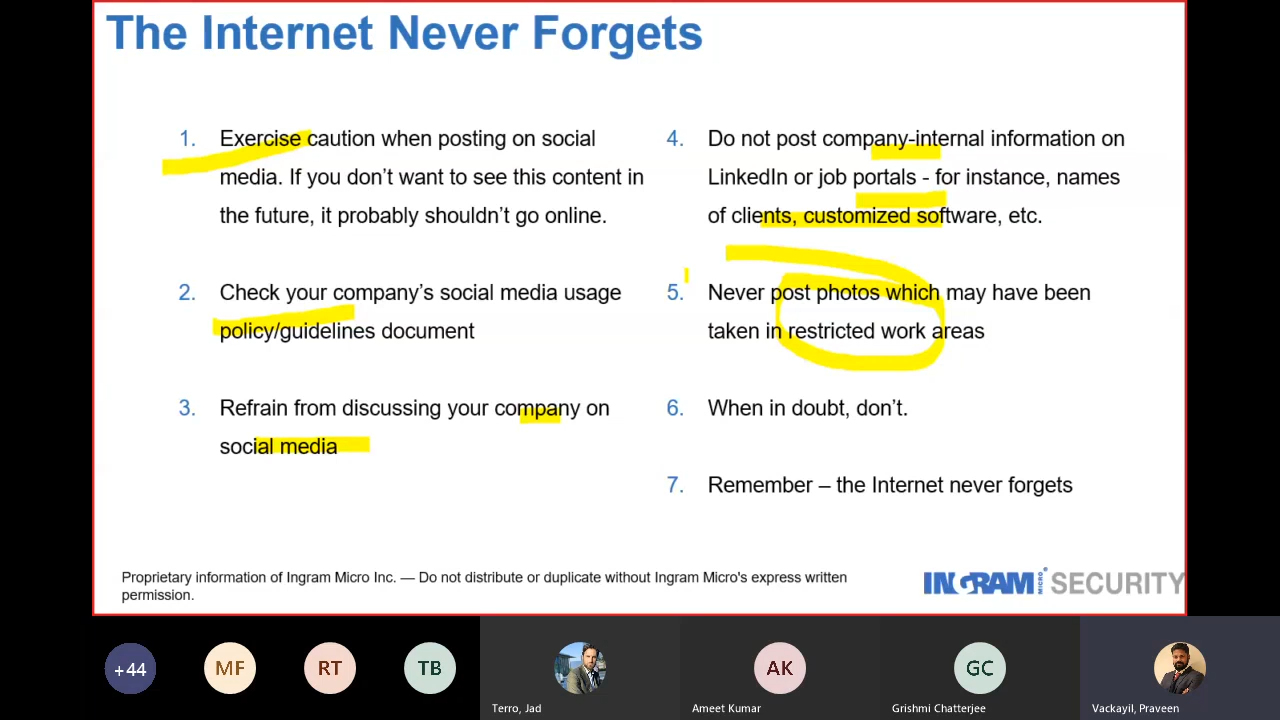 The Internet Never Forgets
1. Exercise caution when posting on social
media. If you don’t want to see this content in
the future, it probably shouldn’t go online.
2. Check your company’s social media usage
policy/guidelines document
3. Refrain from discussing your company on
social media
4. Do not post company-internal information on
LinkedIn or job portals - for instance, names
of clients, customized software, etc.
5. Never post photos which may have been
taken in restricted work areas
6. When in doubt, don’t.
7. Remember – the Internet never forgets
Proprietary information of Ingram Micro Inc. — Do not distribute or duplicate without Ingram Micro's express written
permission.
INGRAM MICRO SECURITY
+44
MF
RT
TB
AK
GC
Terro, Jad
Ameet Kumar
Grishmi Chatterjee
Vackayil, Praveen